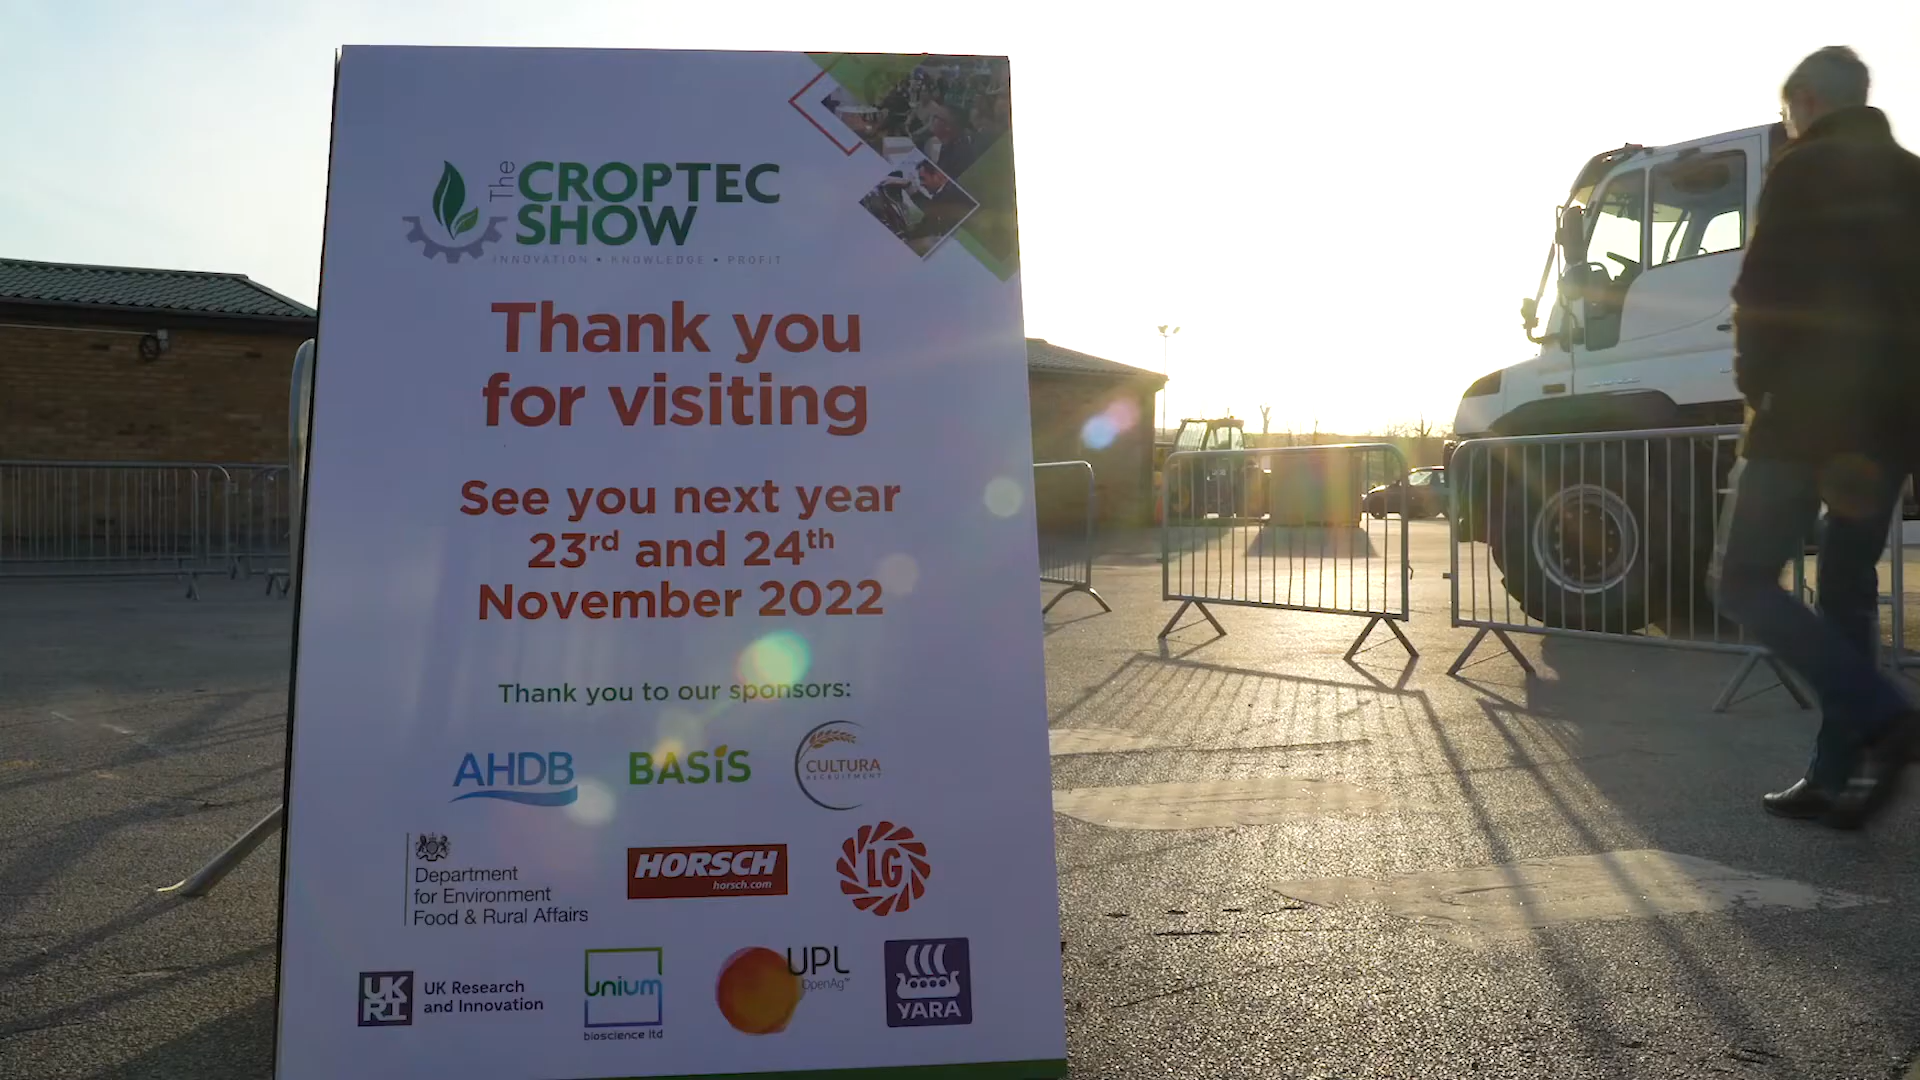 The
CROPTEC
SHOW
INNOVATION • KNOWLEDGE • PROFIT
Thank you
for visiting
See you next year
23rd and 24th
November 2022
Thank you to our sponsors:
AHDB
BASiS
CULTURA
RECRUITMENT
Department
for Environment
Food & Rural Affairs
HORSCH
horsch.com
LG
UK
RI
UK Research
and Innovation
unium
bioscience ltd
UPL
OpenAg™
YARA